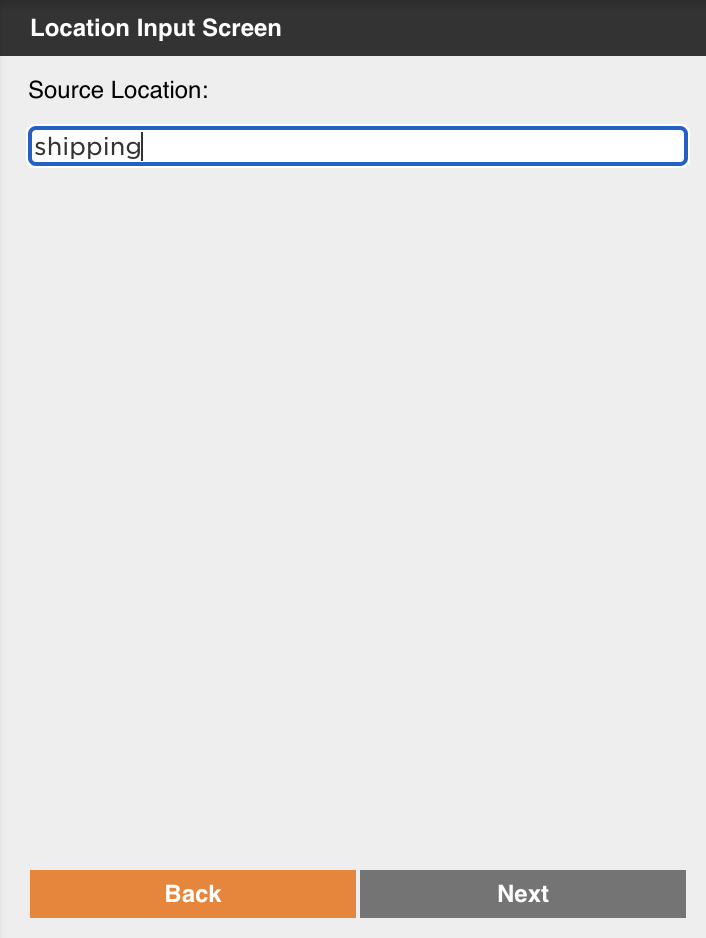 Location Input Screen
Source Location:
shipping
Back
Next